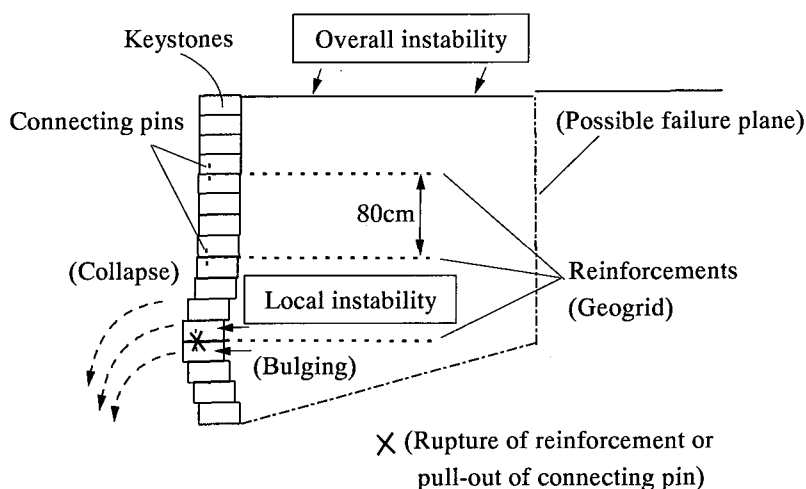 Keystones
Overall instability
Connecting pins
(Possible failure plane)
80cm
(Collapse)
Reinforcements
(Geogrid)
Local instability
(Bulging)
(Rupture of reinforcement or
pull-out of connecting pin)